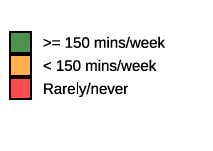 >= 150 mins/week
< 150 mins/week
Rarely/never